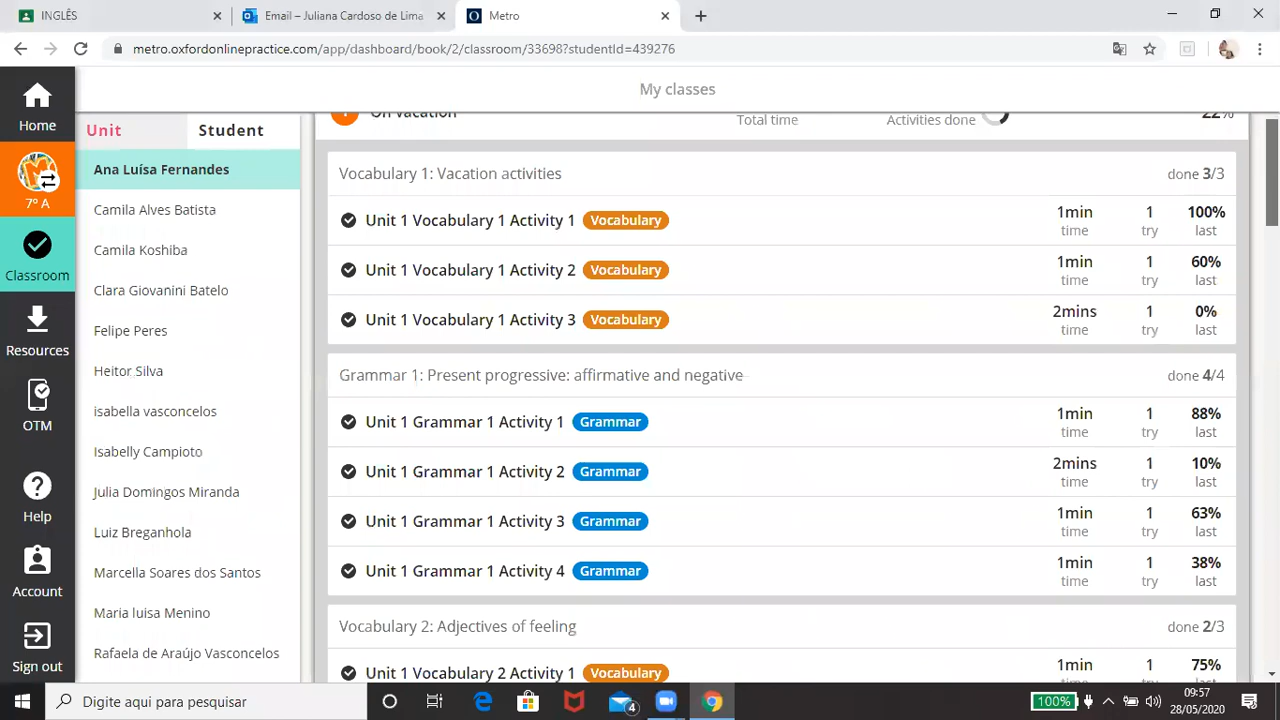 INGLÊS
Email – Juliana Cardoso de Lima
Metro
metro.oxfordonlinepractice.com/app/dashboard/book/2/classroom/33698?studentId=439276
My classes
Home
7º A
Classroom
Resources
OTM
Help
Account
Sign out
Unit
Student
Ana Luísa Fernandes
Camila Alves Batista
Camila Koshiba
Clara Giovanini Batelo
Felipe Peres
Heitor Silva
isabella vasconcelos
Isabelly Campioto
Julia Domingos Miranda
Luiz Breganhola
Marcella Soares dos Santos
Maria luisa Menino
Rafaela de Araújo Vasconcelos
On vacation
Total time
Activities done
22%
Vocabulary 1: Vacation activities
done 3/3
Unit 1 Vocabulary 1 Activity 1 Vocabulary 1min 1 100%
time try last
Unit 1 Vocabulary 1 Activity 2 Vocabulary 1min 1 60%
time try last
Unit 1 Vocabulary 1 Activity 3 Vocabulary 2mins 1 0%
time try last
Grammar 1: Present progressive: affirmative and negative
done 4/4
Unit 1 Grammar 1 Activity 1 Grammar 1min 1 88%
time try last
Unit 1 Grammar 1 Activity 2 Grammar 2mins 1 10%
time try last
Unit 1 Grammar 1 Activity 3 Grammar 1min 1 63%
time try last
Unit 1 Grammar 1 Activity 4 Grammar 1min 1 38%
time try last
Vocabulary 2: Adjectives of feeling
done 2/3
Unit 1 Vocabulary 2 Activity 1 Vocabulary 1min 1 75%
Digite aqui para pesquisar
4
100%
09:57
28/05/2020